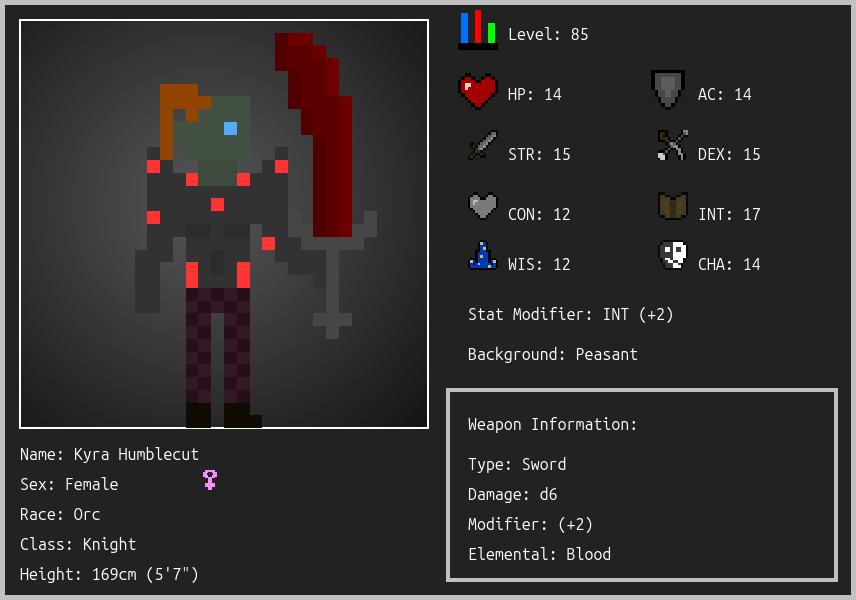 Level: 85
HP: 14
AC: 14
STR: 15
DEX: 15
CON: 12
INT: 17
WIS: 12
CHA: 14
Stat Modifier: INT (+2)
Background: Peasant
Weapon Information:
Type: Sword
Damage: d6
Modifier: (+2)
Elemental: Blood
Name: Kyra Humblecut
Sex: Female
Race: Orc
Class: Knight
Height: 169cm (5'7")